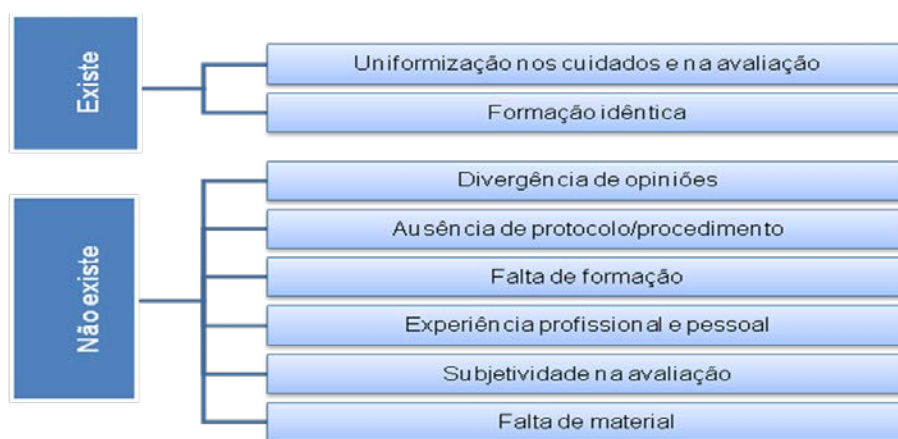 Existe
Uniformização nos cuidados e na avaliação
Formação idêntica
Não existe
Divergência de opiniões
Ausência de protocolo/procedimento
Falta de formação
Experiência profissional e pessoal
Subjetividade na avaliação
Falta de material